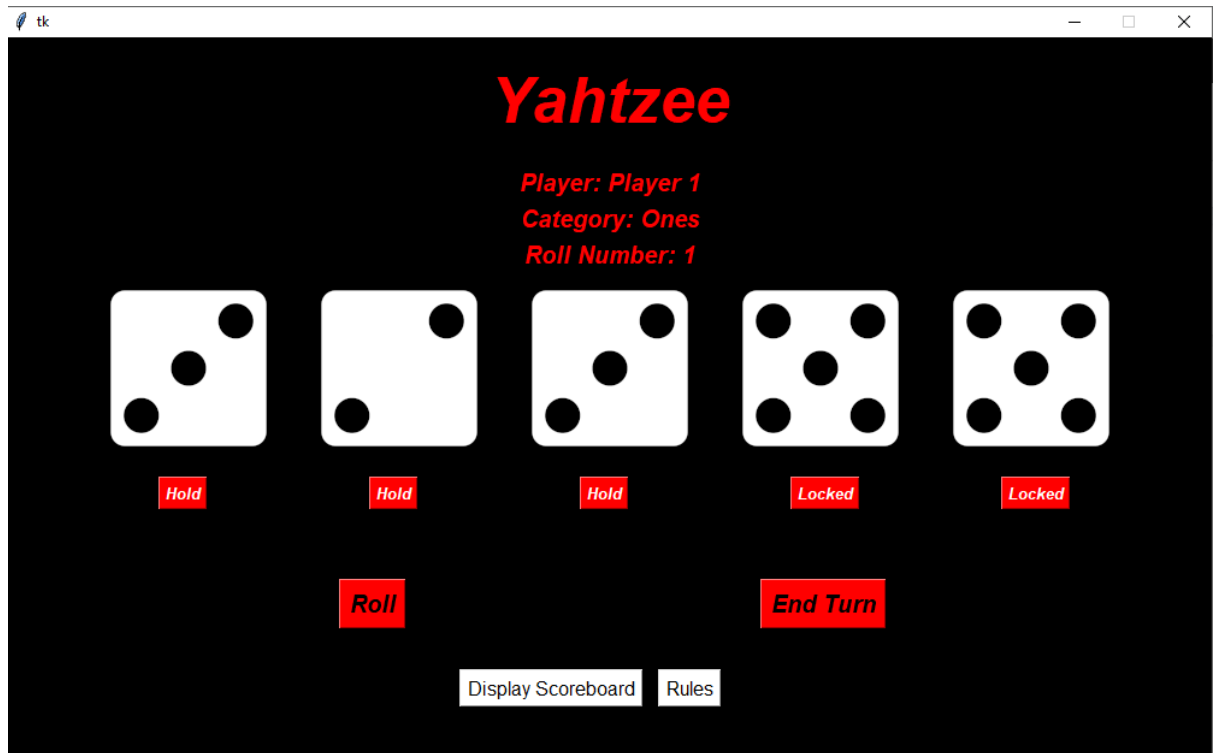 tk
Yahtzee
Player: Player 1
Category: Ones
Roll Number: 1
Hold Hold Hold Locked Locked
Roll End Turn
Display Scoreboard Rules